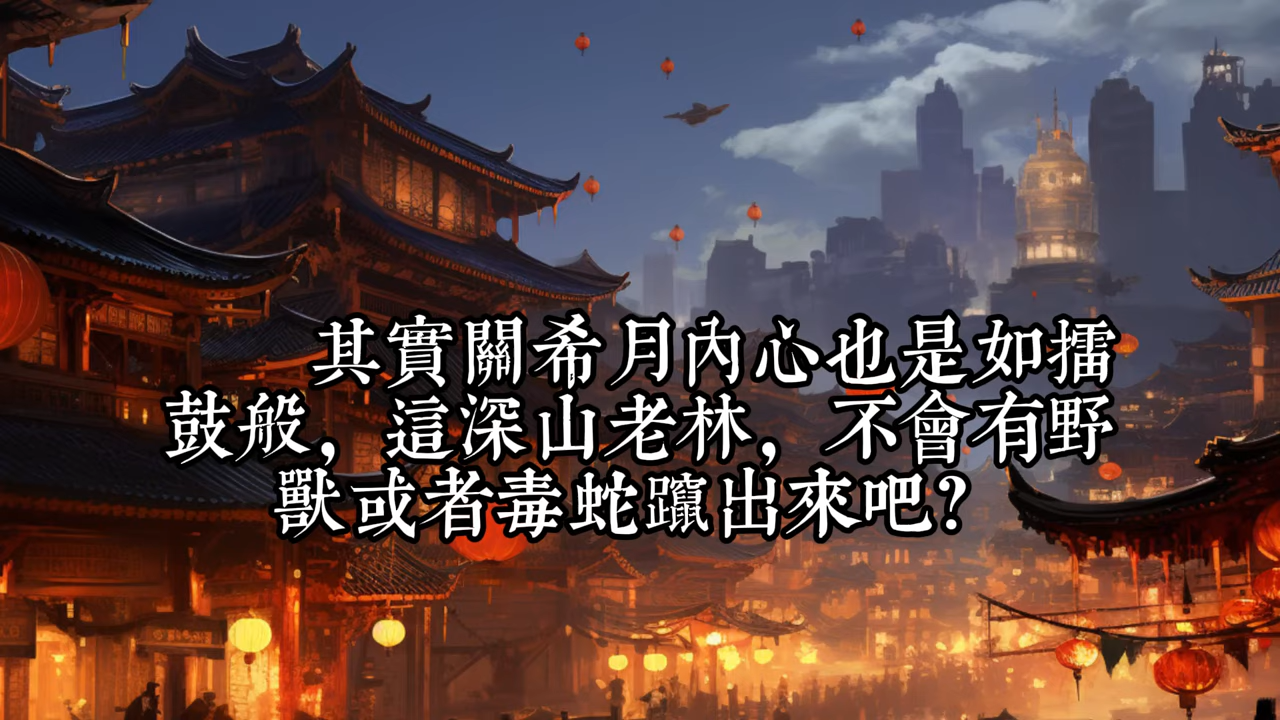 其實關希月內心也是如擂
鼓般，這深山老林，不會有野
獸或者毒蛇躥出來吧？